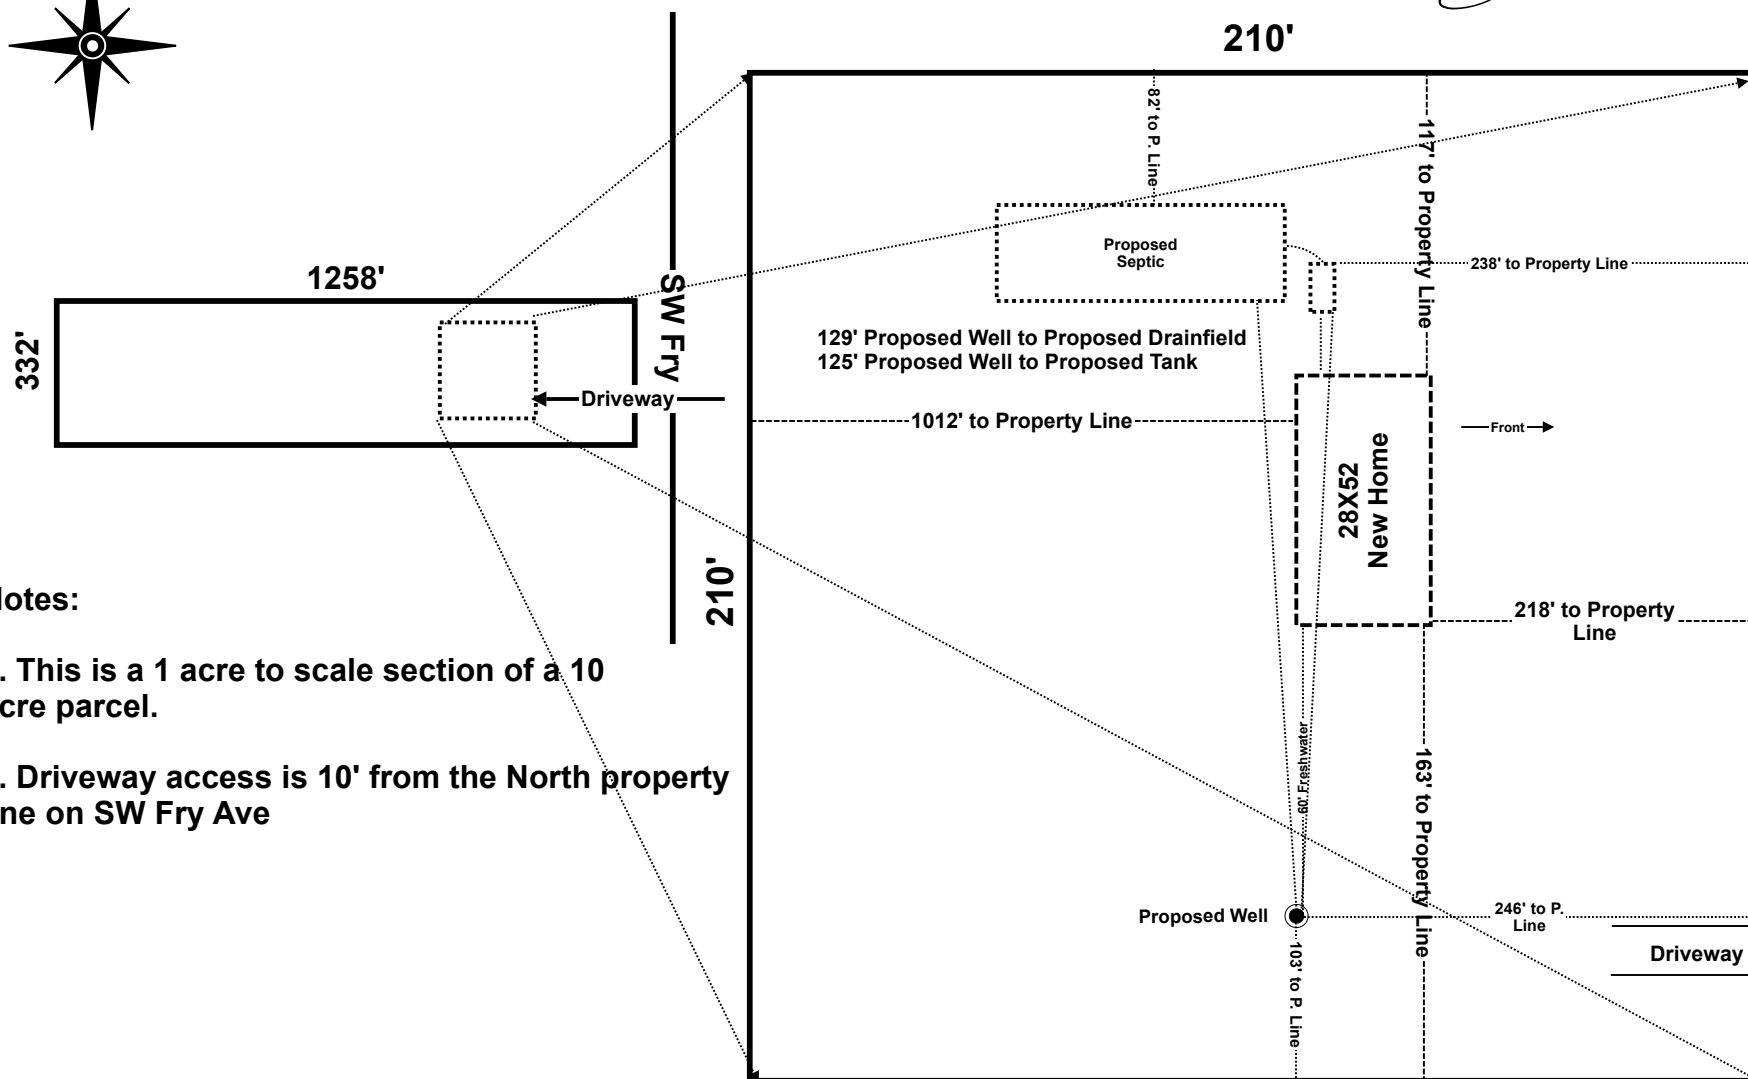 210'
82' to P. Line
117' to Property Line
Proposed
Septic
238' to Property Line
1258'
332'
SW Fry
Driveway
129' Proposed Well to Proposed Drainfield
125' Proposed Well to Proposed Tank
1012' to Property Line
Front
28X52
New Home
210'
218' to Property
Line
lotes:
. This is a 1 acre to scale section of a 10
cre parcel.
. Driveway access is 10' from the North property
ne on SW Fry Ave
60' Freshwater
163' to Property Line
Proposed Well
246' to P.
Line
103' to P. Line
Driveway